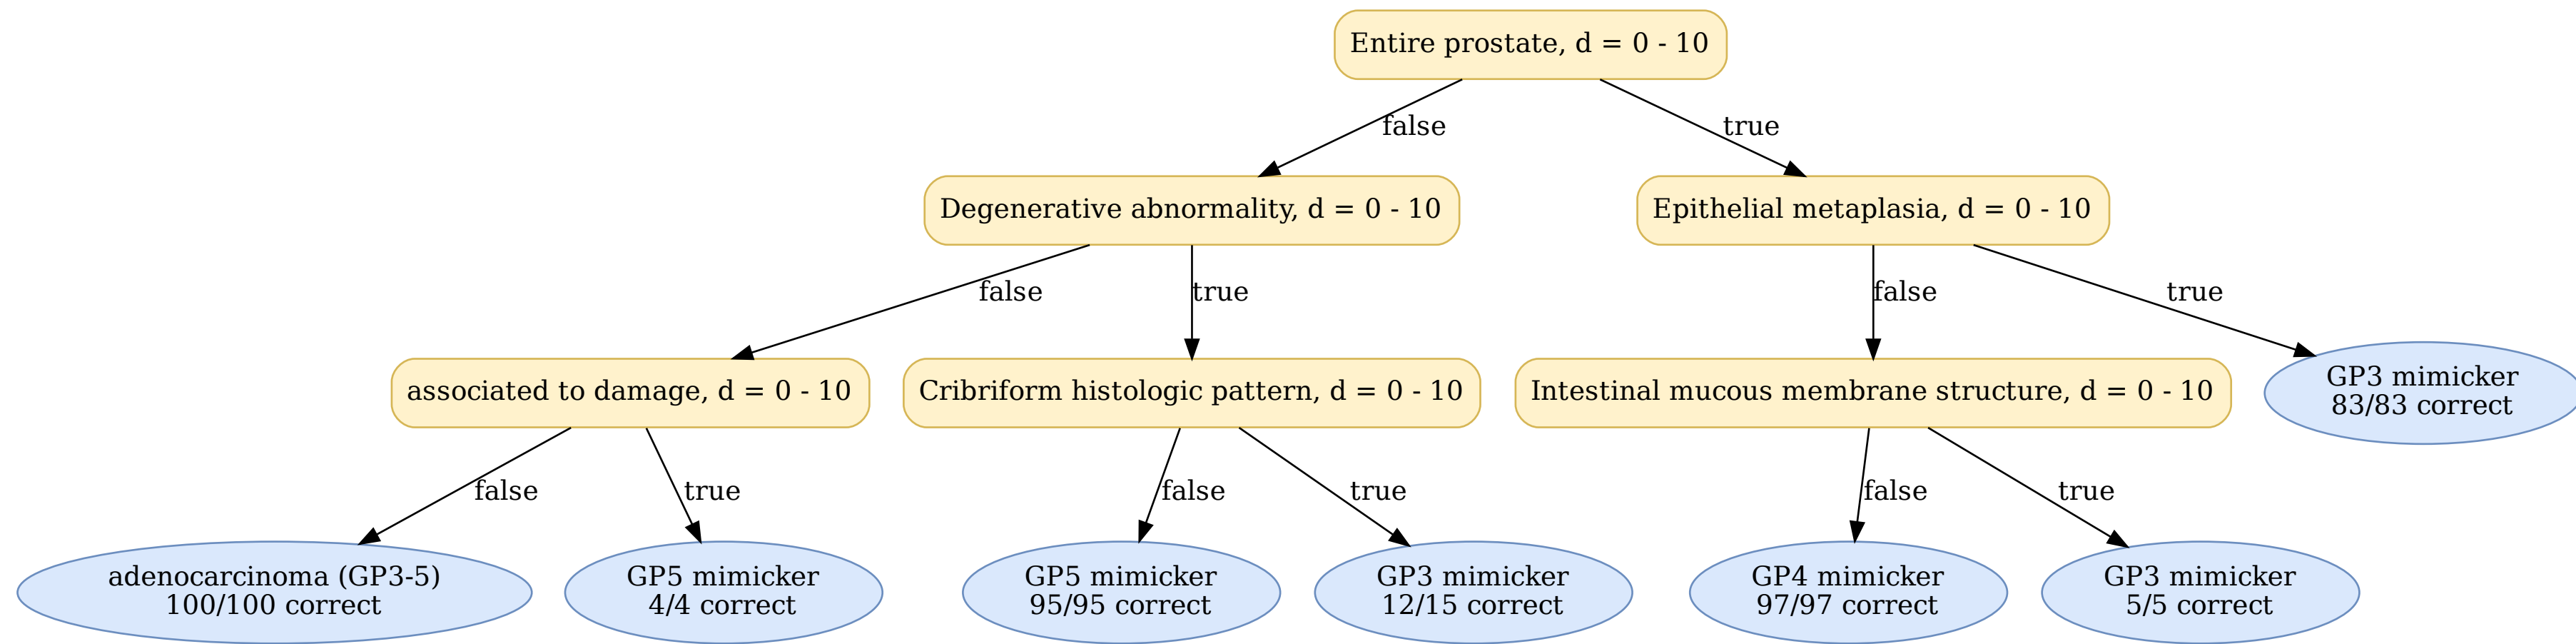 Entire prostate, d = 0 - 10
false
true
Degenerative abnormality, d = 0 - 10
Epithelial metaplasia, d = 0 - 10
false
true
false
true
associated to damage, d = 0 - 10
Cribriform histologic pattern, d = 0 - 10
Intestinal mucous membrane structure, d = 0 - 10
GP3 mimicker
83/83 correct
false
true
false
true
false
true
adenocarcinoma (GP3-5)
100/100 correct
GP5 mimicker
4/4 correct
GP5 mimicker
95/95 correct
GP3 mimicker
12/15 correct
GP4 mimicker
97/97 correct
GP3 mimicker
5/5 correct